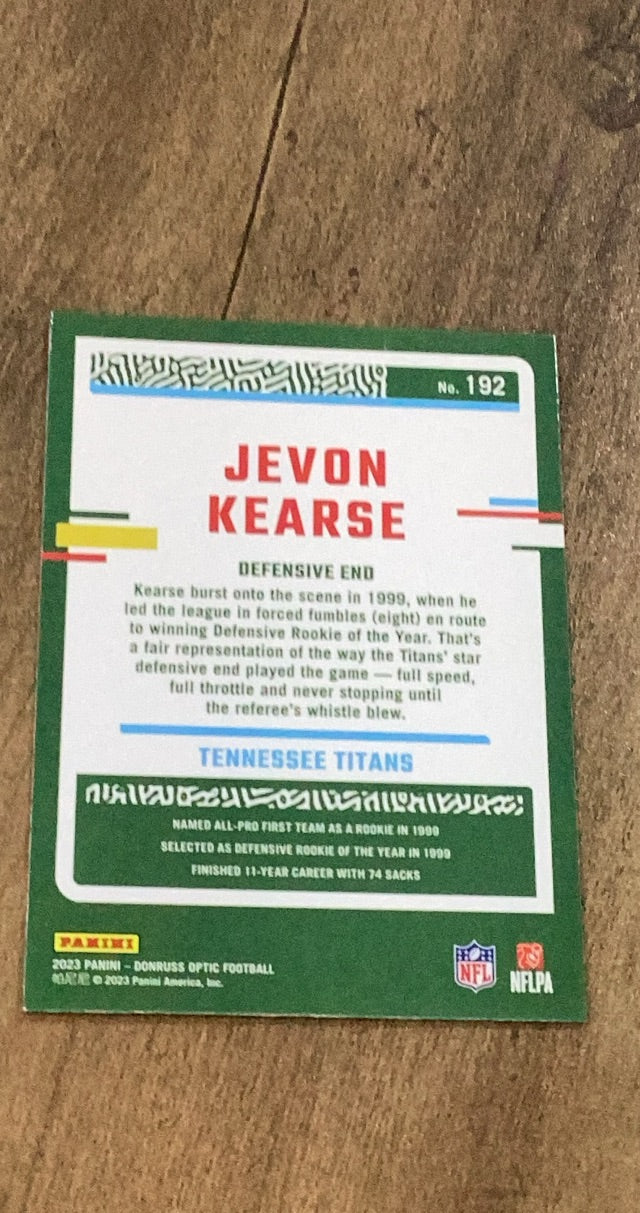 No. 192
JEVON
KEARSE
DEFENSIVE END
Kearse burst onto the scene in 1999, when he
led the league in forced fumbles (eight) en route
to winning Defensive Rookie of the Year. That's
a fair representation of the way the Titans' star
defensive end played the game — full speed,
full throttle and never stopping until
the referee's whistle blew.
TENNESSEE TITANS
NAMED ALL-PRO FIRST TEAM AS A ROOKIE IN 1999
SELECTED AS DEFENSIVE ROOKIE OF THE YEAR IN 1999
FINISHED 11-YEAR CAREER WITH 74 SACKS
PANINI
2023 PANINI – DONRUSS OPTIC FOOTBALL
© 2023 Panini America, Inc.
NFL
NFLPA